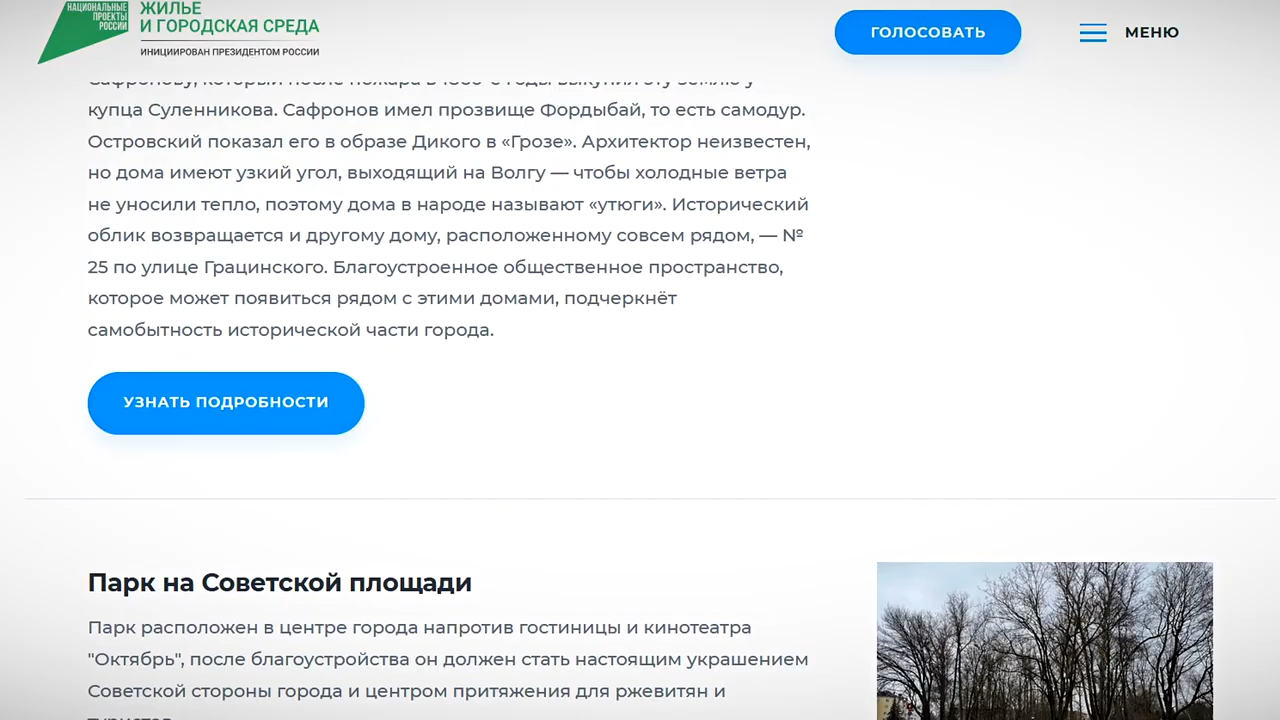 НАЦИОНАЛЬНЫЕ
ПРОЕКТЫ
РОССИИ
ЖИЛЬЕ
И ГОРОДСКАЯ СРЕДА
ИНИЦИИРОВАН ПРЕЗИДЕНТОМ РОССИИ
ГОЛОСОВАТЬ
МЕНЮ
Сафронову, который после пожара в
купца Суленникова. Сафронов имел прозвище Фордыбай, то есть самодур.
Островский показал его в образе Дикого в «Грозе». Архитектор неизвестен,
но дома имеют узкий угол, выходящий на Волгу — чтобы холодные ветра
не уносили тепло, поэтому дома в народе называют «утюги». Исторический
облик возвращается и другому дому, расположенному совсем рядом, — №
25 по улице Грацинского. Благоустроенное общественное пространство,
которое может появиться рядом с этими домами, подчеркнёт
самобытность исторической части города.
УЗНАТЬ ПОДРОБНОСТИ
Парк на Советской площади
Парк расположен в центре города напротив гостиницы и кинотеатра
"Октябрь", после благоустройства он должен стать настоящим украшением
Советской стороны города и центром притяжения для ржевитян и